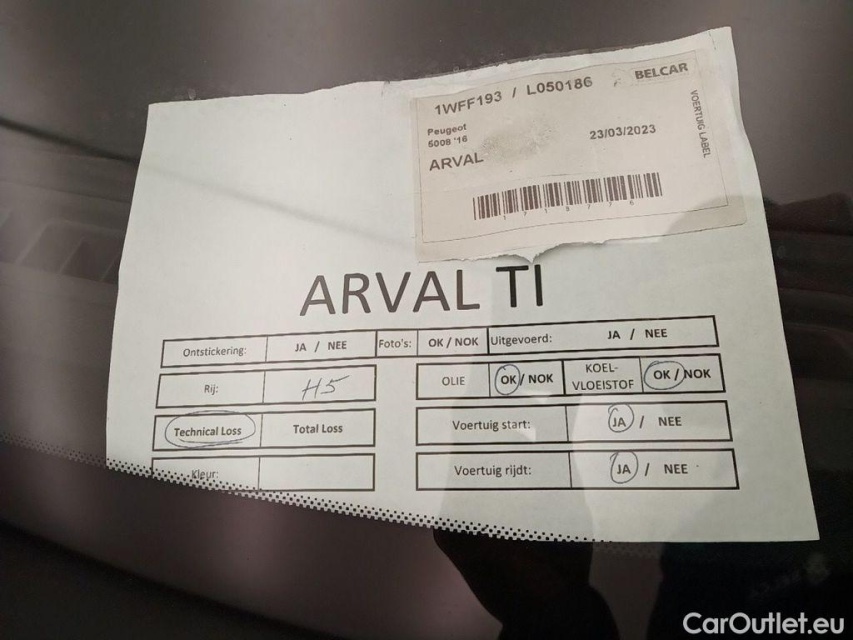 1WFF193 / L050186
BELCAR
Peugeot
5008 '16
23/03/2023
ARVAL
VOERTUIG LABEL
ARVAL TI
Ontstickering: JA / NEE Foto's: OK / NOK Uitgevoerd: JA / NEE
Rij: H5 OLIE OK / NOK KOEL-VLOEISTOF OK / NOK
Technical Loss Total Loss Voertuig start: JA / NEE
Kleur: Voertuig rijdt: JA / NEE
CarOutlet.eu